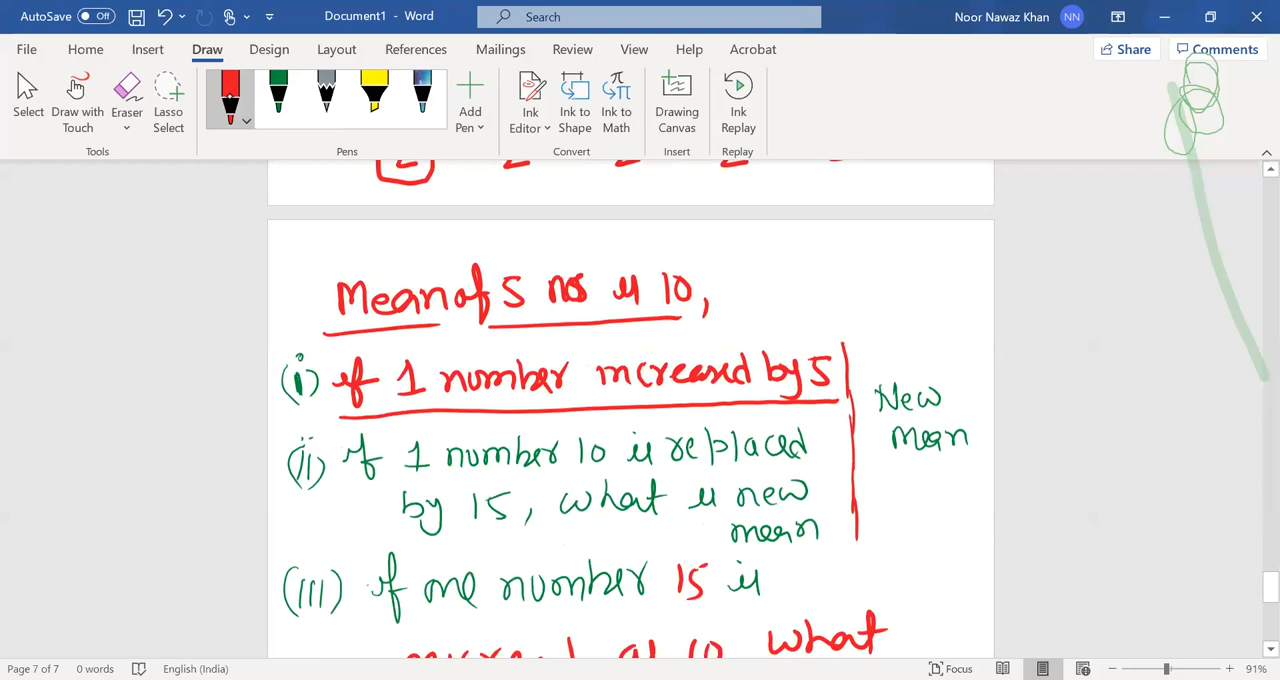 AutoSave Off Document1 - Word Search Noor Nawaz Khan NN
File Home Insert Draw Design Layout References Mailings Review View Help Acrobat Share Comments
Select Draw with Touch Eraser Lasso Select Add Pen Ink Editor Ink to Shape Ink to Math Drawing Canvas Ink Replay
Tools Pens Convert Insert Replay
Mean of 5 nos is 10,
(i) if 1 number increased by 5
New
mean
(ii) if 1 number 10 is replaced
by 15, what is new
mean
(iii) if one number 15 is
10 what
Page 7 of 7 0 words English (India) Focus 91%